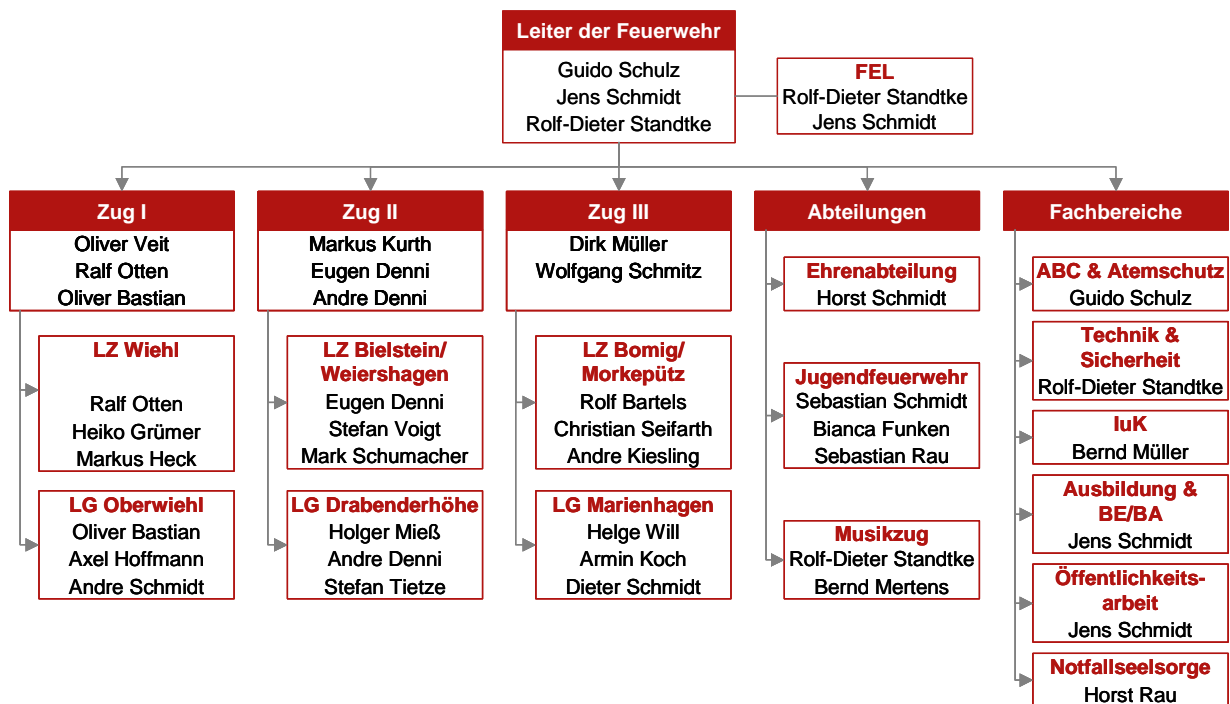 Leiter der Feuerwehr
Guido Schulz
Jens Schmidt
Rolf-Dieter Standtke
FEL
Rolf-Dieter Standtke
Jens Schmidt
Zug I
Oliver Veit
Ralf Otten
Oliver Bastian
LZ Wiehl
Ralf Otten
Heiko Grümer
Markus Heck
LG Oberwiehl
Oliver Bastian
Axel Hoffmann
Andre Schmidt
Zug II
Markus Kurth
Eugen Denni
Andre Denni
LZ Bielstein/
Weiershagen
Eugen Denni
Stefan Voigt
Mark Schumacher
LG Drabenderhöhe
Holger Mieß
Andre Denni
Stefan Tietze
Zug III
Dirk Müller
Wolfgang Schmitz
LZ Bomig/
Morkepütz
Rolf Bartels
Christian Seifarth
Andre Kiesling
LG Marienhagen
Helge Will
Armin Koch
Dieter Schmidt
Abteilungen
Ehrenabteilung
Horst Schmidt
Jugendfeuerwehr
Sebastian Schmidt
Bianca Funken
Sebastian Rau
Musikzug
Rolf-Dieter Standtke
Bernd Mertens
Fachbereiche
ABC & Atemschutz
Guido Schulz
Technik &
Sicherheit
Rolf-Dieter Standtke
IuK
Bernd Müller
Ausbildung &
BE/BA
Jens Schmidt
Öffentlichkeits-
arbeit
Jens Schmidt
Notfallseelsorge
Horst Rau